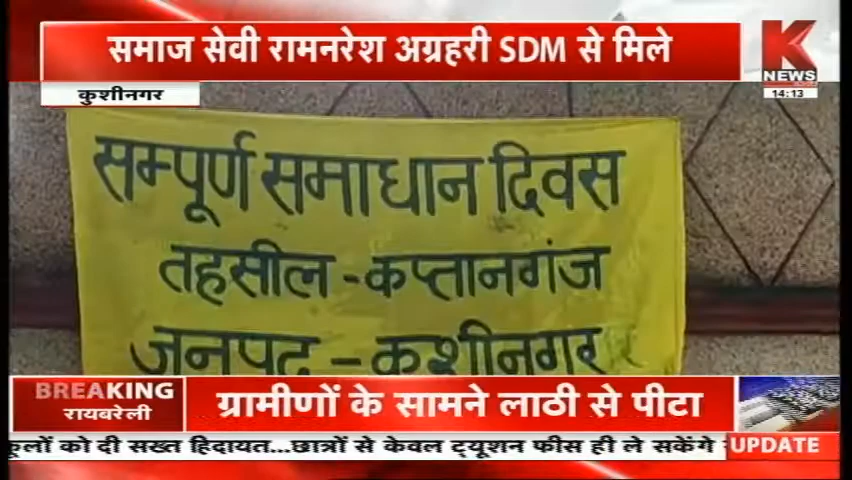 समाज सेवी रामनरेश अग्रहरी SDM से मिले
K
NEWS
14:13
कुशीनगर
सम्पूर्ण समाधान दिवस
तहसील - कप्तानगंज
जनपद - कुशीनगर
BREAKING
रायबरेली
ग्रामीणों के सामने लाठी से पीटा
कूलों को दी सख्त हिदायत...छात्रों से केवल ट्यूशन फीस ही ले सकेंगे
UPDATE